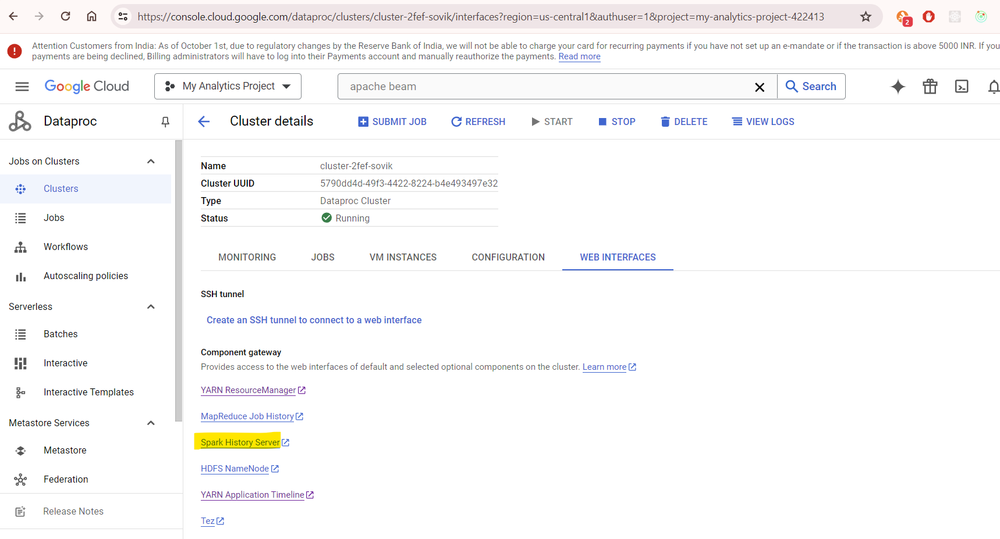 https://console.cloud.google.com/dataproc/clusters/cluster-2fef-sovik/interfaces?region=us-central1&authuser=1&project=my-analytics-project-422413
2
Attention Customers from India: As of October 1st, due to regulatory changes by the Reserve Bank of India, we will not be able to charge your card for recurring payments if you have not set up an e-mandate or if the transaction is above 5000 INR. If you
payments are being declined, Billing administrators will have to log into their Payments account and manually reauthorize the payments. Read more
Google Cloud
My Analytics Project
apache beam
Search
Dataproc
Cluster details
SUBMIT JOB
REFRESH
START
STOP
DELETE
VIEW LOGS
Jobs on Clusters
Clusters
Jobs
Workflows
Autoscaling policies
Serverless
Batches
Interactive
Interactive Templates
Metastore Services
Metastore
Federation
Release Notes
Name cluster-2fef-sovik
Cluster UUID 5790dd4d-49f3-4422-8224-b4e493497e32
Type Dataproc Cluster
Status Running
MONITORING
JOBS
VM INSTANCES
CONFIGURATION
WEB INTERFACES
SSH tunnel
Create an SSH tunnel to connect to a web interface
Component gateway
Provides access to the web interfaces of default and selected optional components on the cluster. Learn more
YARN ResourceManager
MapReduce Job History
Spark History Server
HDFS NameNode
YARN Application Timeline
Tez